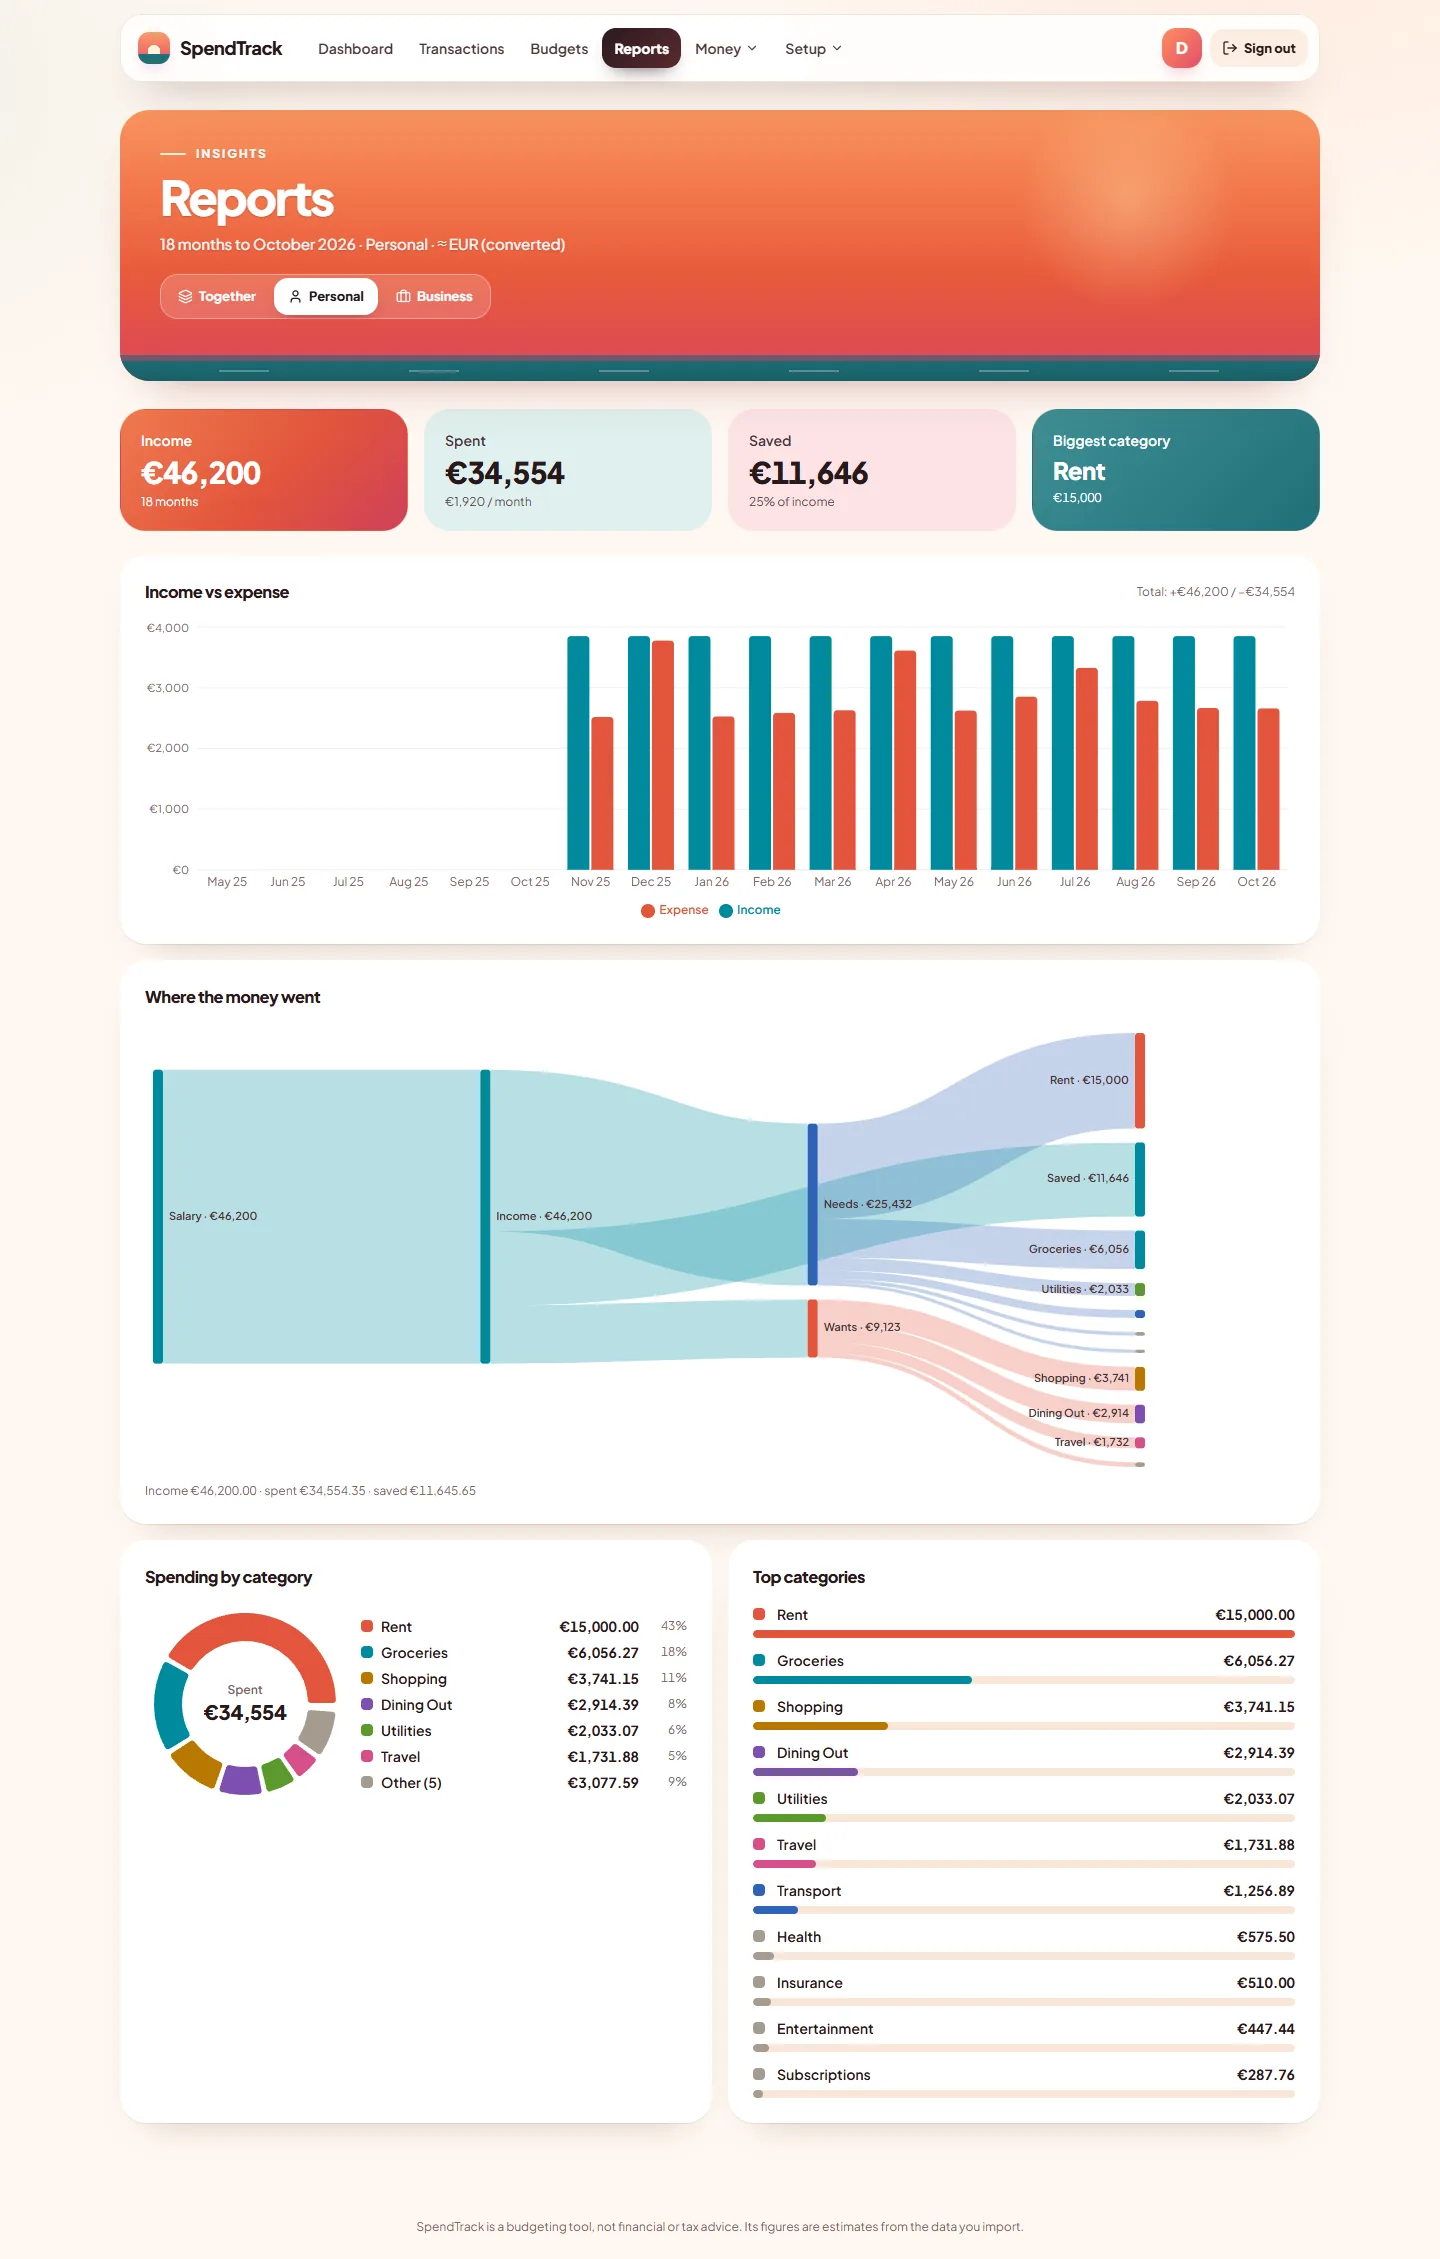 SpendTrack
Dashboard
Transactions
Budgets
Reports
Money
Setup
D
Sign out
INSIGHTS
Reports
18 months to October 2026 · Personal · ≈ EUR (converted)
Together
Personal
Business
Income
€46,200
18 months
Spent
€34,554
€1,920 / month
Saved
€11,646
25% of income
Biggest category
Rent
€15,000
Income vs expense
Total: +€46,200 / −€34,554
€4,000
€3,000
€2,000
€1,000
€0
May 25
Jun 25
Jul 25
Aug 25
Sep 25
Oct 25
Nov 25
Dec 25
Jan 26
Feb 26
Mar 26
Apr 26
May 26
Jun 26
Jul 26
Aug 26
Sep 26
Oct 26
Expense
Income
Where the money went
Salary · €46,200
Income · €46,200
Needs · €25,432
Wants · €9,123
Rent · €15,000
Saved · €11,646
Groceries · €6,056
Utilities · €2,033
Shopping · €3,741
Dining Out · €2,914
Travel · €1,732
Income €46,200.00 · spent €34,554.35 · saved €11,645.65
Spending by category
Spent
€34,554
Rent €15,000.00 43%
Groceries €6,056.27 18%
Shopping €3,741.15 11%
Dining Out €2,914.39 8%
Utilities €2,033.07 6%
Travel €1,731.88 5%
Other (5) €3,077.59 9%
Top categories
Rent €15,000.00
Groceries €6,056.27
Shopping €3,741.15
Dining Out €2,914.39
Utilities €2,033.07
Travel €1,731.88
Transport €1,256.89
Health €575.50
Insurance €510.00
Entertainment €447.44
Subscriptions €287.76
SpendTrack is a budgeting tool, not financial or tax advice. Its figures are estimates from the data you import.